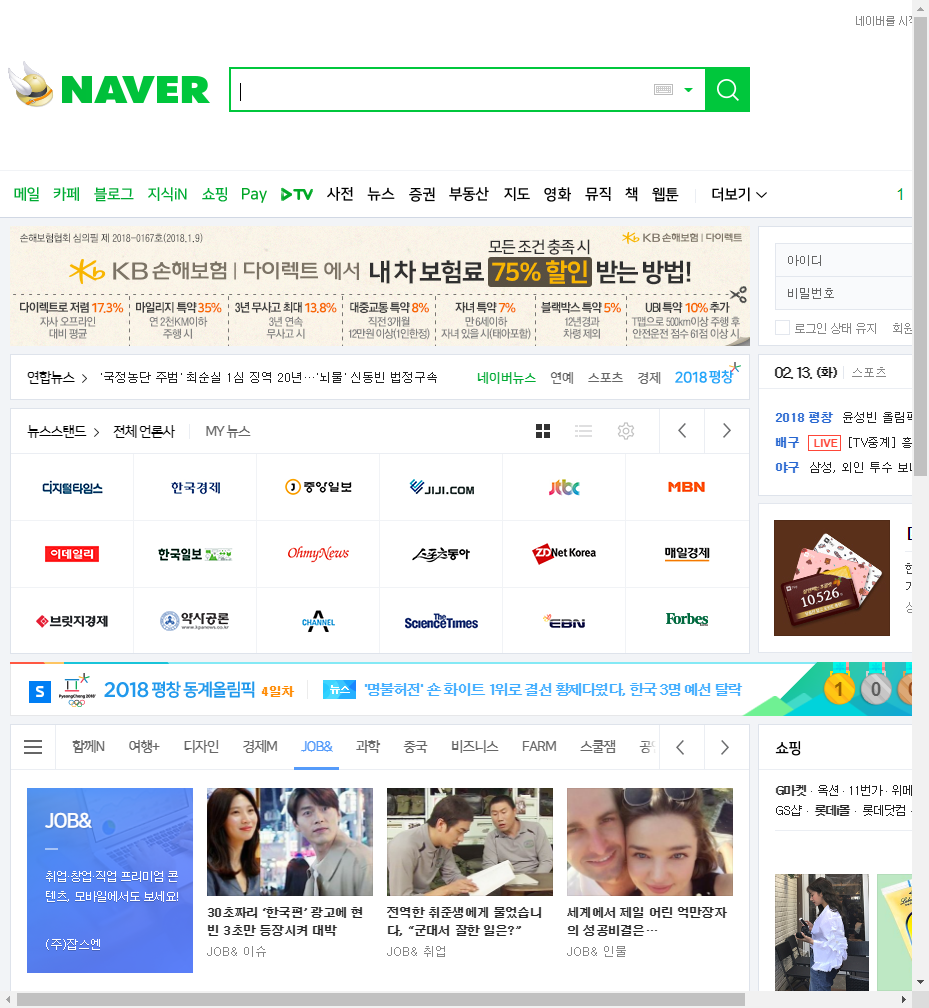 네이버를 시작
NAVER
메일 카페 블로그 지식iN 쇼핑 Pay TV 사전 뉴스 증권 부동산 지도 영화 뮤직 책 웹툰 더보기 1
손해보험협회 심의필 제 2018-0167호(2018.1.9)
모든 조건 충족 시
KB손해보험 | 다이렉트
KB손해보험 | 다이렉트 에서 내 차 보험료 75% 할인 받는 방법!
다이렉트로 저렴 17.3% 마일리지 특약 35% 3년 무사고 최대 13.8% 대중교통 특약 8% 자녀 특약 7% 블랙박스 특약 5% UBI 특약 10% 추가
자사 오프라인 연 2천KM이하 3년 연속 직전 3개월 만 6세이하 12년경과 T맵으로 500km이상 주행 후
대비 평균 주행 시 무사고 시 12만원 이상(1인한정) 자녀 있을 시(태아포함) 차령 제외 안전운전 점수 61점 이상 시
아이디
비밀번호
로그인 상태 유지 회원
연합뉴스 '국정농단 주범' 최순실 1심 징역 20년…'뇌물' 신동빈 법정구속
네이버뉴스 연예 스포츠 경제 2018 평창
02. 13. (화) 스포츠
2018 평창 윤성빈 올림픽
배구 LIVE [TV중계] 흥
야구 삼성, 외인 투수 보니
뉴스스탠드 전체 언론사 MY 뉴스
디지털타임스 한국경제 중앙일보 JIJI.COM jtbc MBN
이데일리 한국일보 OhmyNews 스포츠동아 ZDNet Korea 매일경제
브릿지경제 약사공론 www.kpanews.co.kr CHANNEL A The ScienceTimes EBN Forbes
10,526
S PyeongChang 2018 2018 평창 동계올림픽 4일차 뉴스 '명불허전' 숀 화이트 1위로 결선 황제다웠다, 한국 3명 예선 탈락 1 0
함께N 여행+ 디자인 경제M JOB& 과학 중국 비즈니스 FARM 스쿨잼
JOB&
취업·창업·직업 프리미엄 콘
텐츠, 모바일에서도 보세요!
(주)잡스엔
30초짜리 '한국편' 광고에 현
빈 3초만 등장시켜 대박
JOB& 이슈
전역한 취준생에게 물었습니
다, "군대서 잘한 일은?"
JOB& 취업
세계에서 제일 어린 억만장자
의 성공비결은…
JOB& 인물
쇼핑
G마켓 · 옥션 · 11번가 · 위메
GS샵 · 롯데i몰 · 롯데닷컴 ·